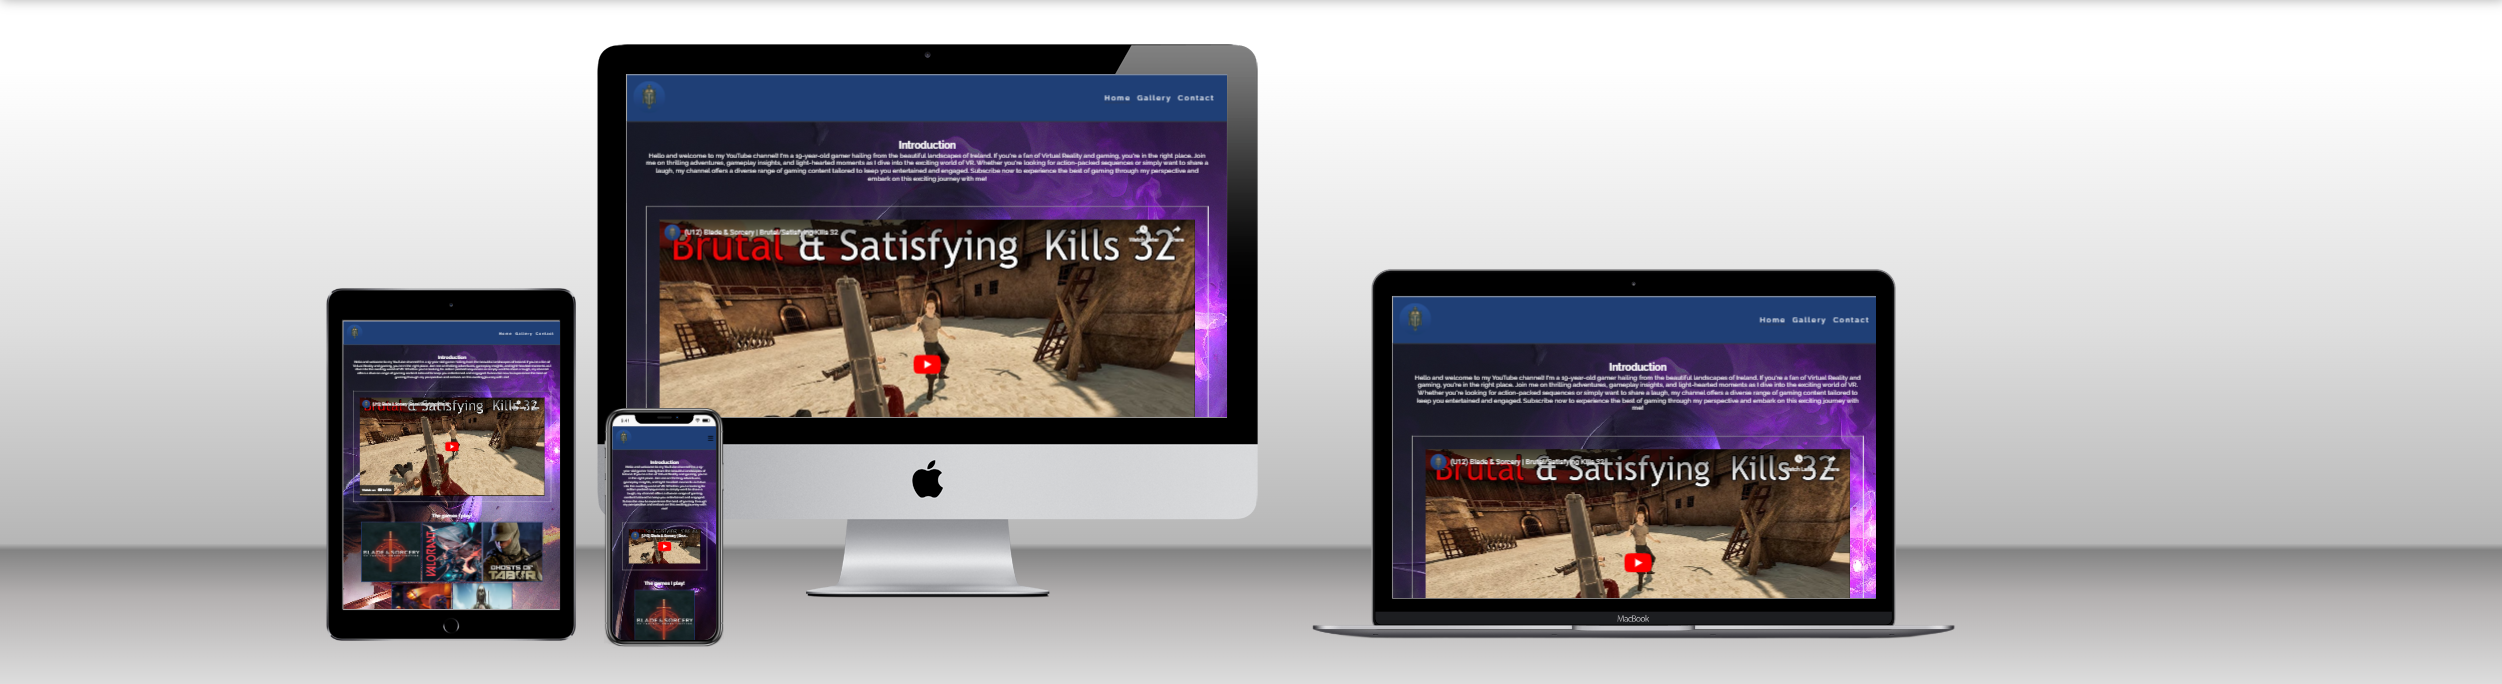 Home Gallery Contact
Introduction
Hello and welcome to my YouTube channel! I'm a 19-year-old gamer hailing from the beautiful landscapes of Ireland. If you're a fan of Virtual Reality and gaming, you're in the right place. Join
me on thrilling adventures, gameplay insights, and light-hearted moments as I dive into the exciting world of VR. Whether you're looking for action-packed sequences or simply want to share a
laugh, my channel offers a diverse range of gaming content tailored to keep you entertained and engaged. Subscribe now to experience the best of gaming through my perspective and
embark on this exciting journey with me!
(U12) Blade & Sorcery | Brutal/Satisfying Kills 32
Brutal & Satisfying Kills 32
Home Gallery Contact
Introduction
Satisfying Kills 32
The games I play!
BLADE & SORCERY
VALORANT
GHOSTS OF
TABOR
9:41
Introduction
The games I play!
BLADE & SORCERY
Home Gallery Contact
Introduction
Hello and welcome to my YouTube channel! I'm a 19-year-old gamer hailing from the beautiful landscapes of Ireland. If you're a fan of Virtual Reality and
gaming, you're in the right place. Join me on thrilling adventures, gameplay insights, and light-hearted moments as I dive into the exciting world of VR.
Whether you're looking for action-packed sequences or simply want to share a laugh, my channel offers a diverse range of gaming content tailored to
keep you entertained and engaged. Subscribe now to experience the best of gaming through my perspective and embark on this exciting journey with
me!
(U12) Blade & Sorcery | Brutal/Satisfying Kills 32
Brutal & Satisfying Kills 32
MacBook